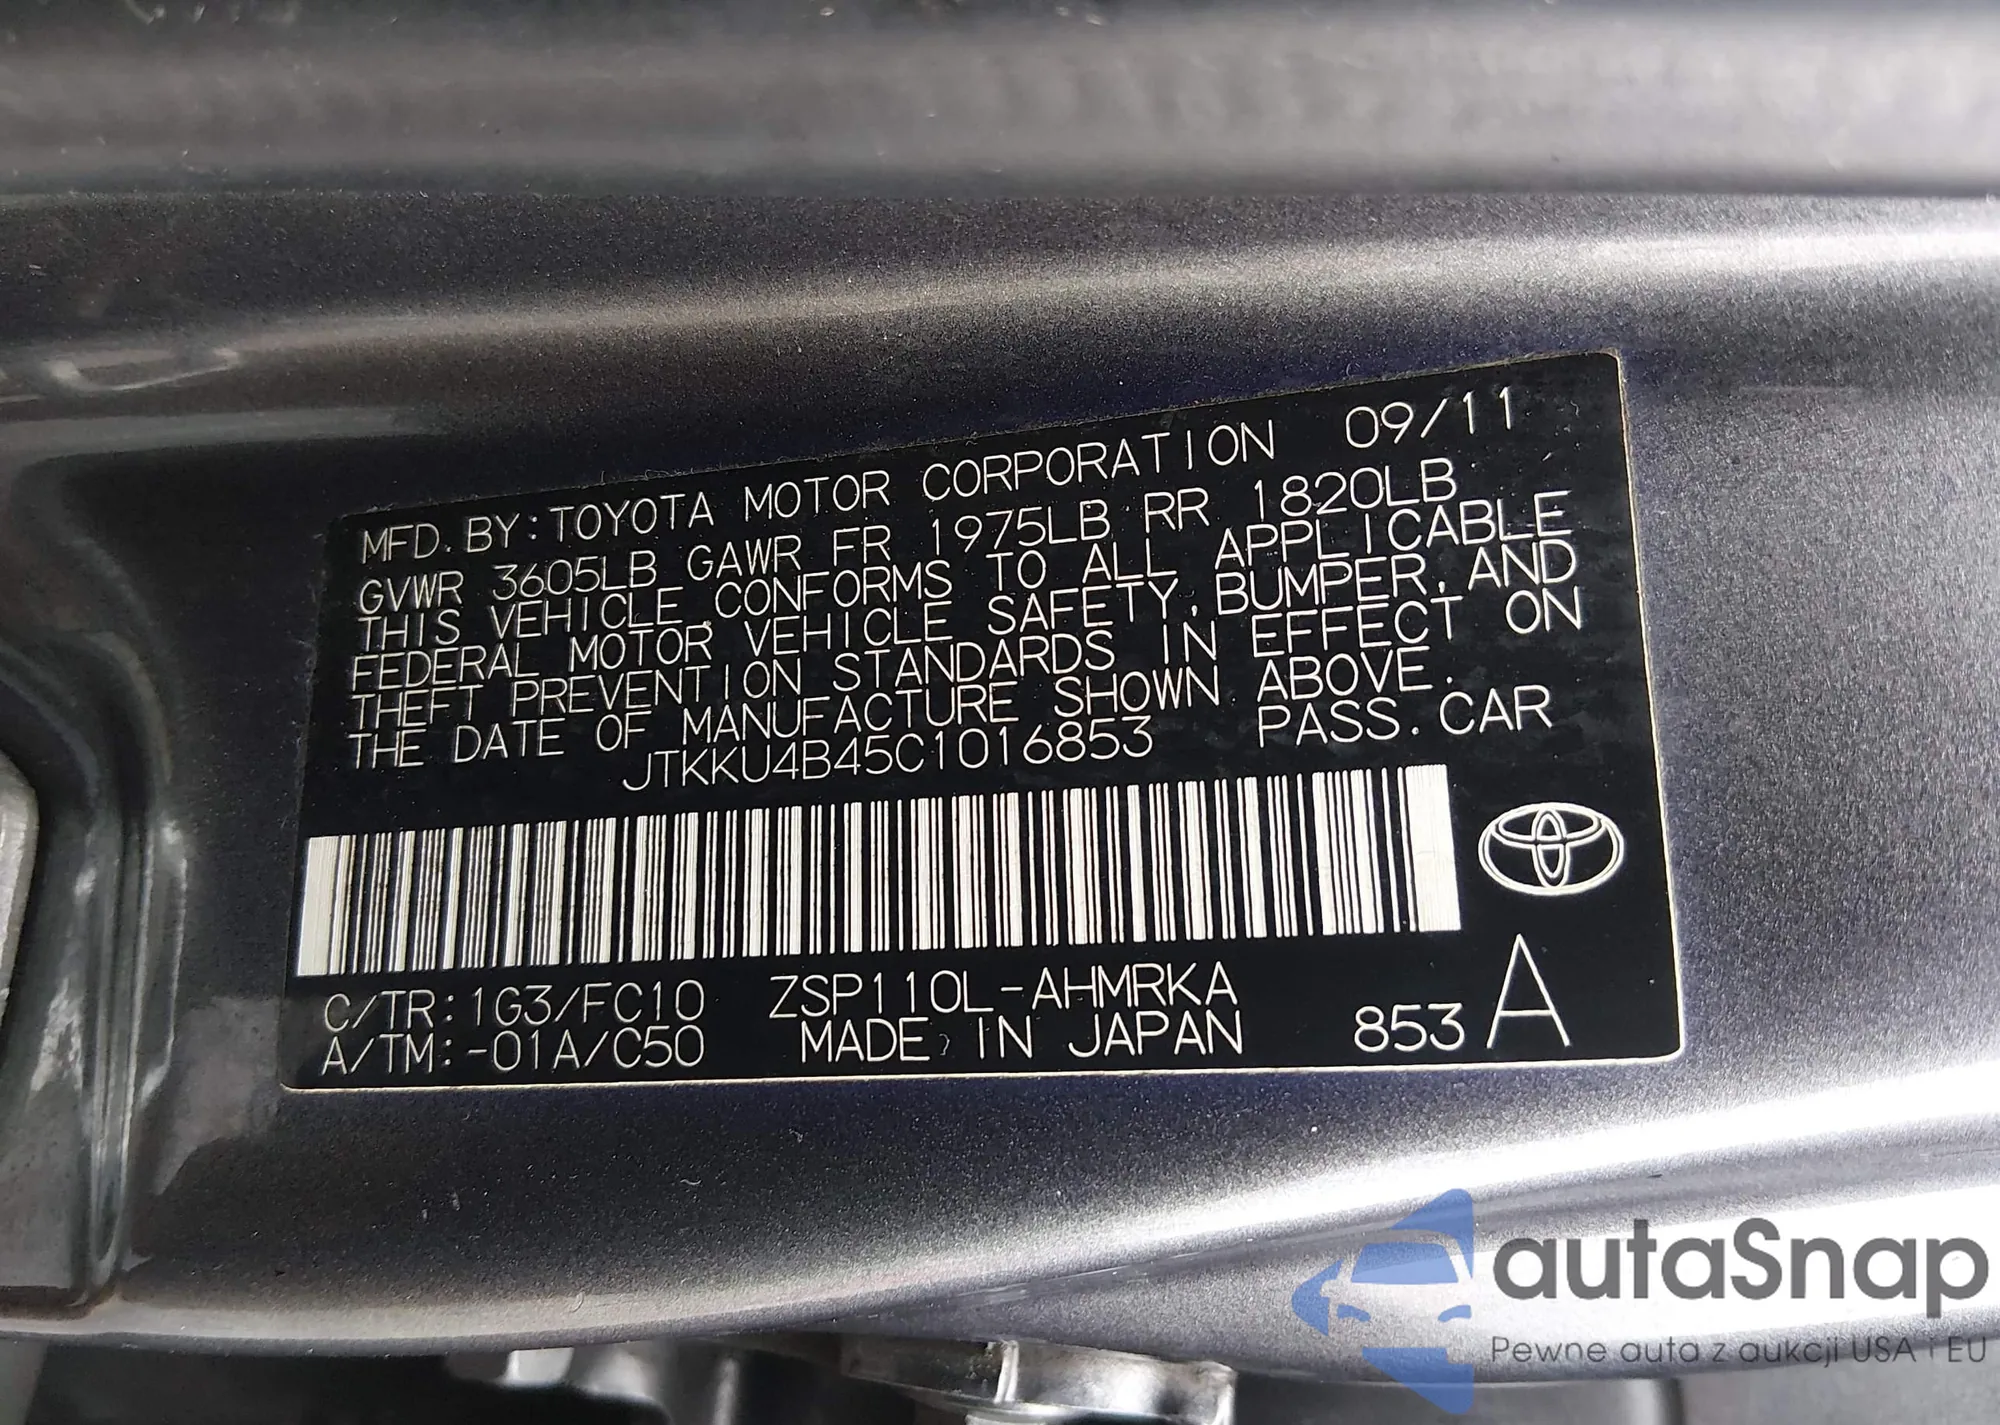 MFD. BY: TOYOTA MOTOR CORPORATION 09/11
GVWR 3605LB GAWR FR 1975LB RR 1820LB
THIS VEHICLE CONFORMS TO ALL APPLICABLE
FEDERAL MOTOR VEHICLE SAFETY, BUMPER, AND
THEFT PREVENTION STANDARDS IN EFFECT ON
THE DATE OF MANUFACTURE SHOWN ABOVE.
JTKKU4B45C1016853 PASS. CAR
C/TR: 1G3/FC10 ZSP110L-AHMRKA
A/TM: -01A/C50 MADE IN JAPAN 853 A
autaSnap
Pewne auta z aukcji USA i EU